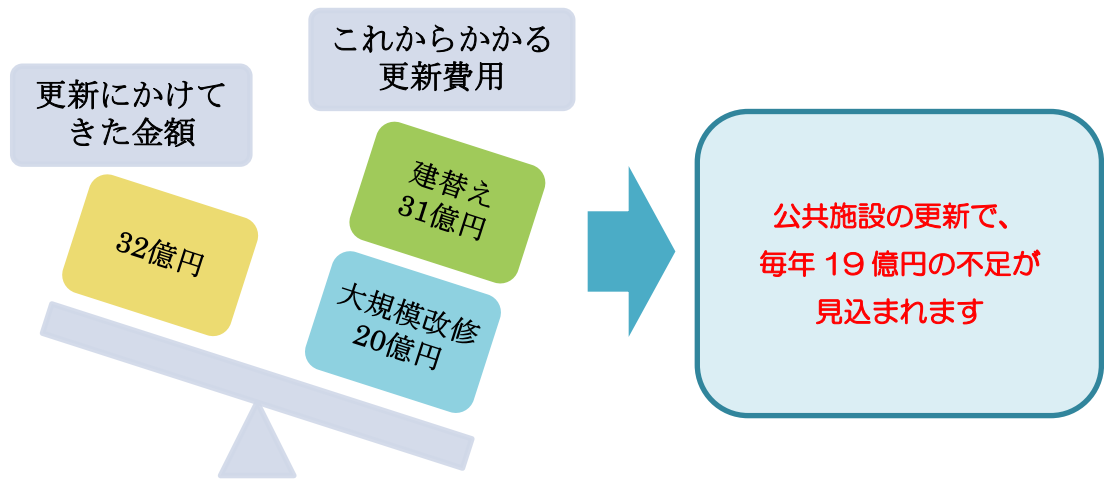 更新にかけて
きた金額
32億円
これからかかる
更新費用
建替え
31億円
大規模改修
20億円
公共施設の更新で、
毎年 19 億円の不足が
見込まれます